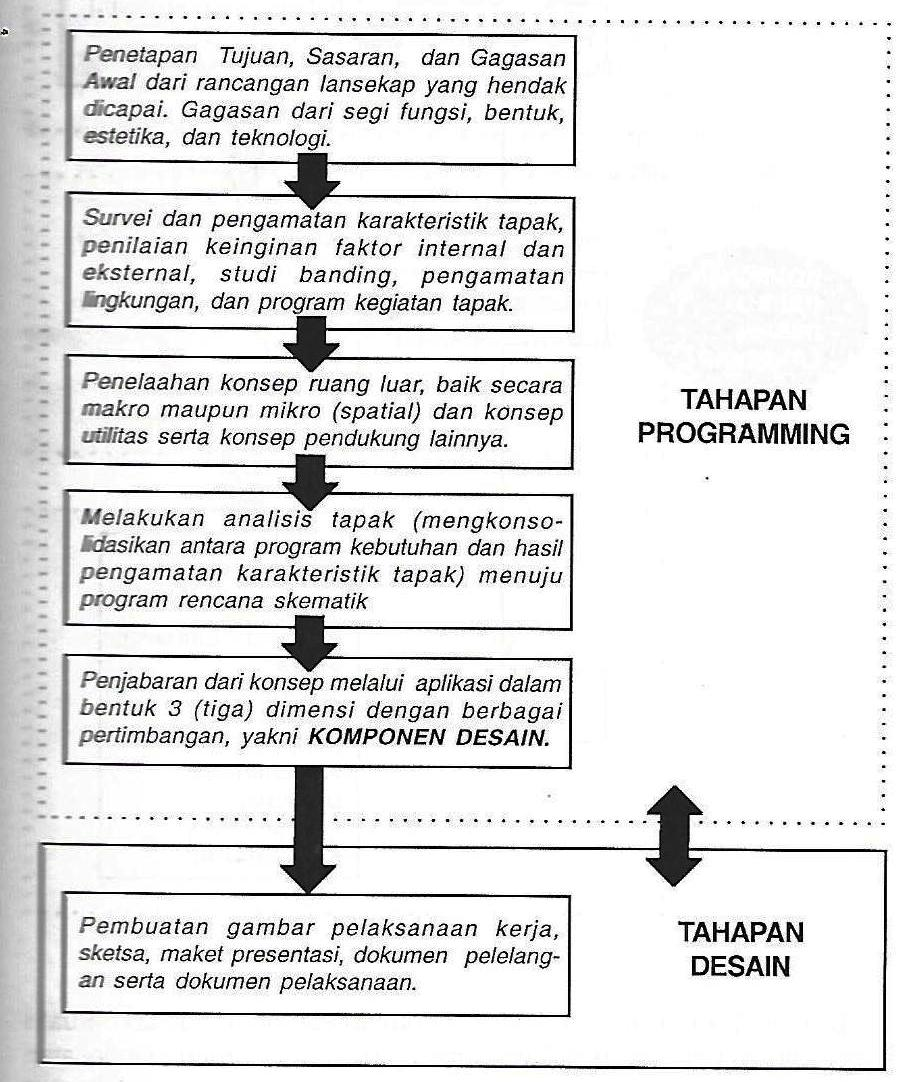 Penetapan Tujuan, Sasaran, dan Gagasan
Awal dari rancangan lansekap yang hendak
dicapai. Gagasan dari segi fungsi, bentuk,
estetika, dan teknologi.
Survei dan pengamatan karakteristik tapak,
penilaian keinginan faktor internal dan
eksternal, studi banding, pengamatan
lingkungan, dan program kegiatan tapak.
Penelaahan konsep ruang luar, baik secara
makro maupun mikro (spatial) dan konsep
utilitas serta konsep pendukung lainnya.
TAHAPAN
PROGRAMMING
Melakukan analisis tapak (mengkonso-
lidasikan antara program kebutuhan dan hasil
pengamatan karakteristik tapak) menuju
program rencana skematik
Penjabaran dari konsep melalui aplikasi dalam
bentuk 3 (tiga) dimensi dengan berbagai
pertimbangan, yakni KOMPONEN DESAIN.
Pembuatan gambar pelaksanaan kerja,
sketsa, maket presentasi, dokumen pelelang-
an serta dokumen pelaksanaan.
TAHAPAN
DESAIN